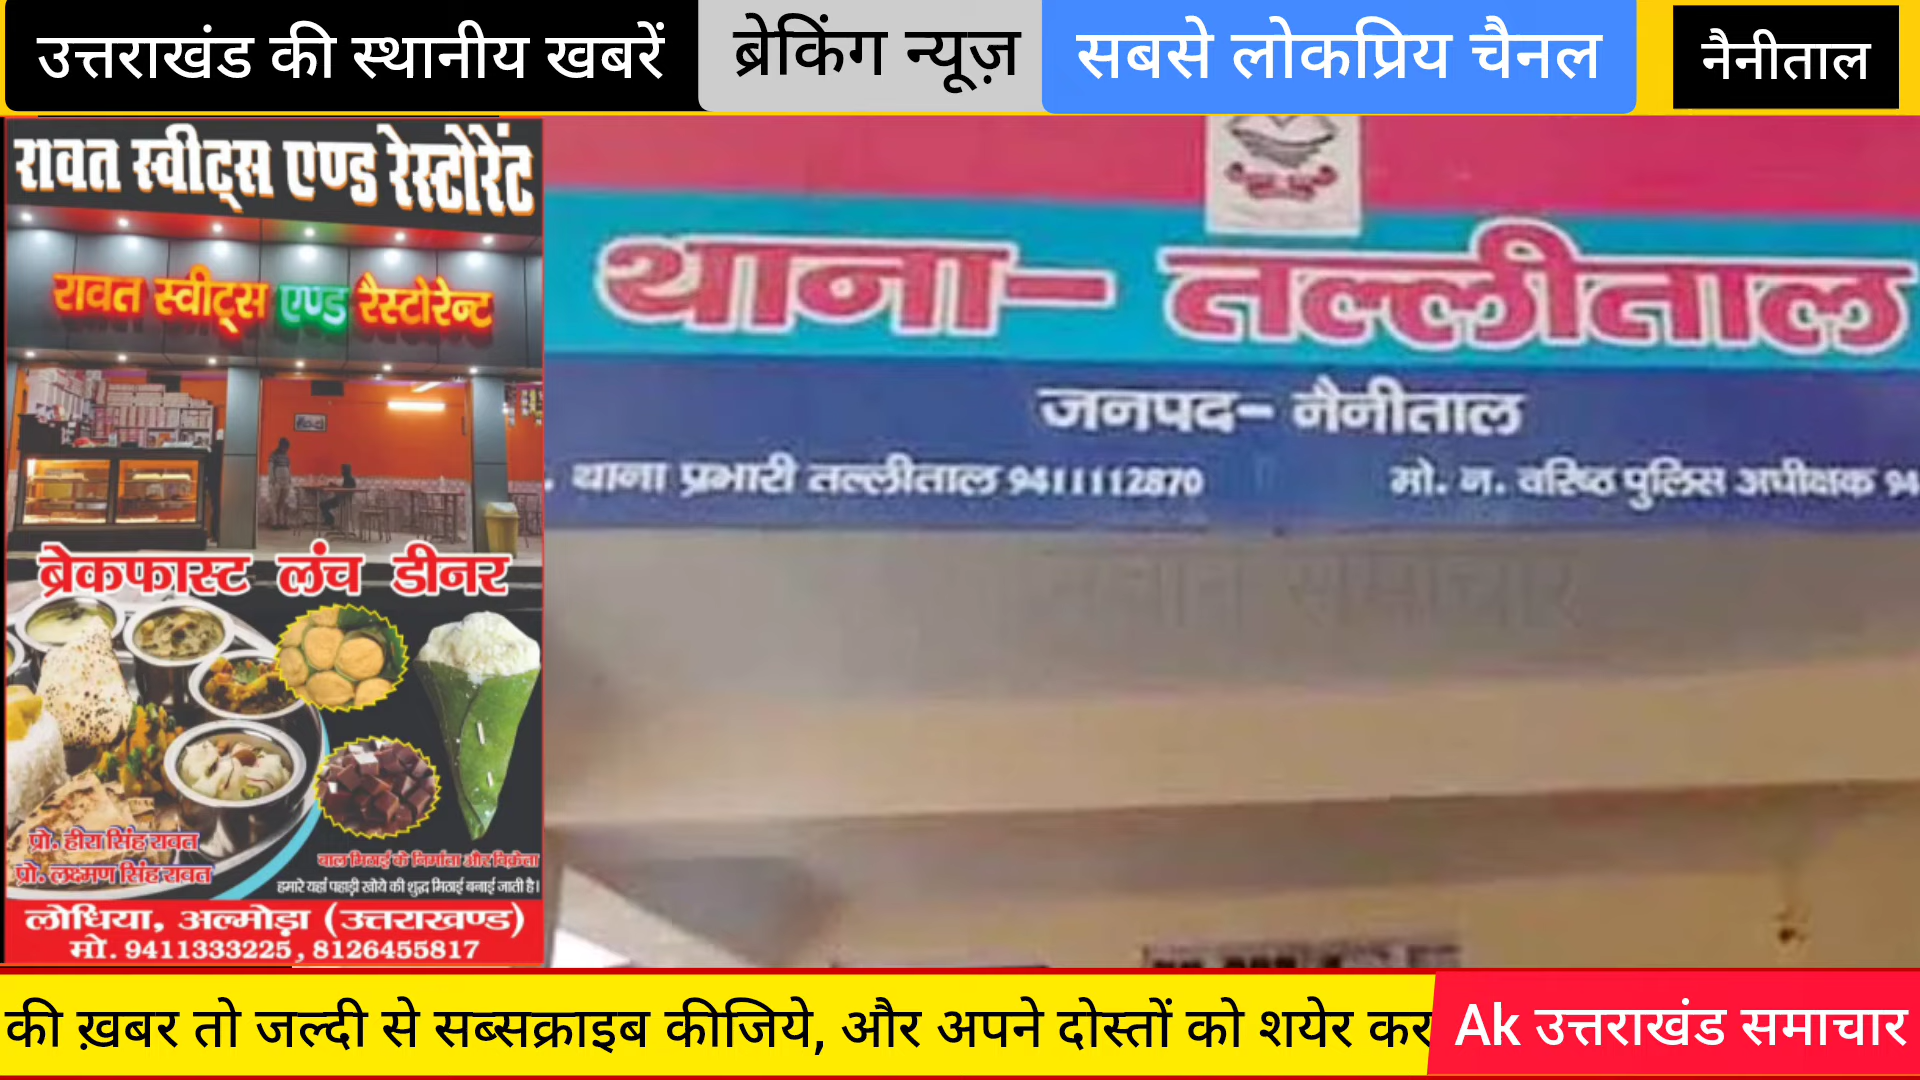 उत्तराखंड की स्थानीय खबरें
ब्रेकिंग न्यूज़
सबसे लोकप्रिय चैनल
नैनीताल
रावत स्वीट्स एण्ड रेस्टोरेंट
रावत स्वीट्स एण्ड रैस्टोरेन्ट
ब्रेकफास्ट लंच डीनर
प्रो. हीरा सिंह रावत
प्रो. लक्ष्मण सिंह रावत
बाल मिठाई के निर्माता और विक्रेता
हमारे यहां पहाड़ी खोये की शुद्ध मिठाई बनाई जाती है।
लोधिया, अल्मोड़ा (उत्तराखण्ड)
मो. 9411333225, 8126455817
थाना- तल्लीताल
जनपद- नैनीताल
. थाना प्रभारी तल्लीताल 9411112870
मो. न. वरिष्ठ पुलिस अधीक्षक 94
समाचार
की ख़बर तो जल्दी से सब्सक्राइब कीजिये, और अपने दोस्तों को शयेर कर
Ak उत्तराखंड समाचार